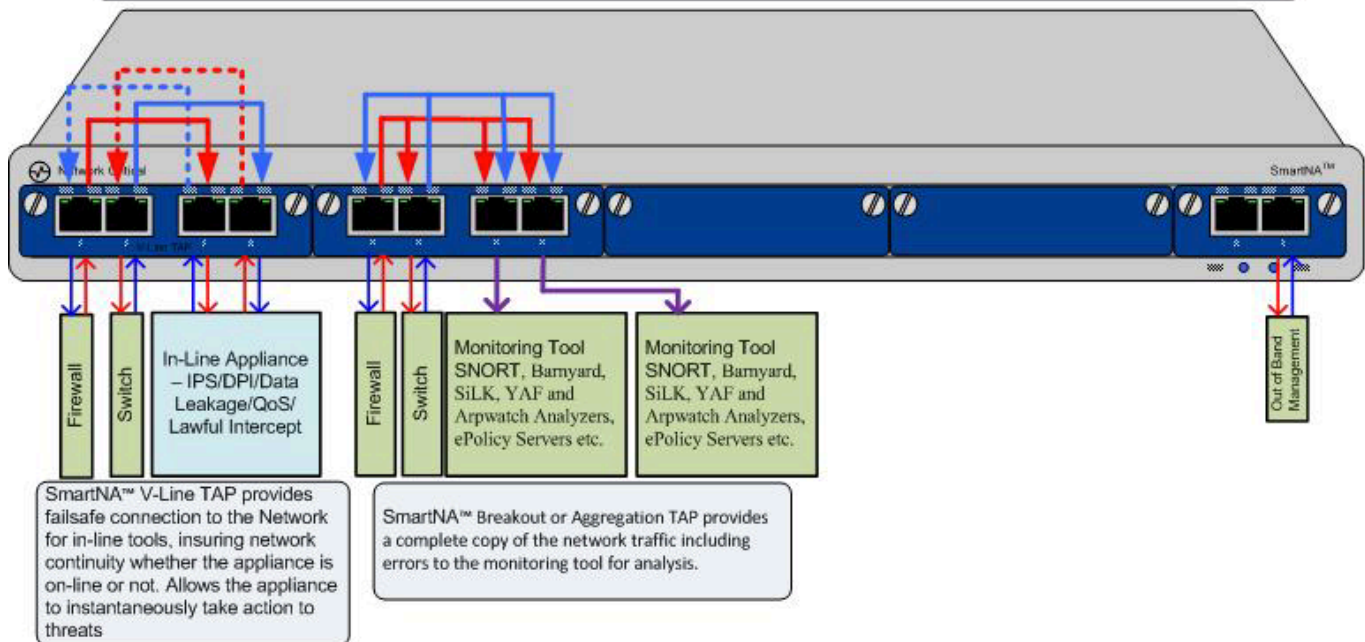 Network Critical
SmartNA™
V-Line TAP
Firewall
Switch
In-Line Appliance
– IPS/DPI/Data
Leakage/QoS/
Lawful Intercept
Firewall
Switch
Monitoring Tool
SNORT, Barnyard,
SiLK, YAF and
Arpwatch Analyzers,
ePolicy Servers etc.
Monitoring Tool
SNORT, Barnyard,
SiLK, YAF and
Arpwatch Analyzers,
ePolicy Servers etc.
Out of Band
Management
SmartNA™ V-Line TAP provides
failsafe connection to the Network
for in-line tools, insuring network
continuity whether the appliance is
on-line or not. Allows the appliance
to instantaneously take action to
threats
SmartNA™ Breakout or Aggregation TAP provides
a complete copy of the network traffic including
errors to the monitoring tool for analysis.